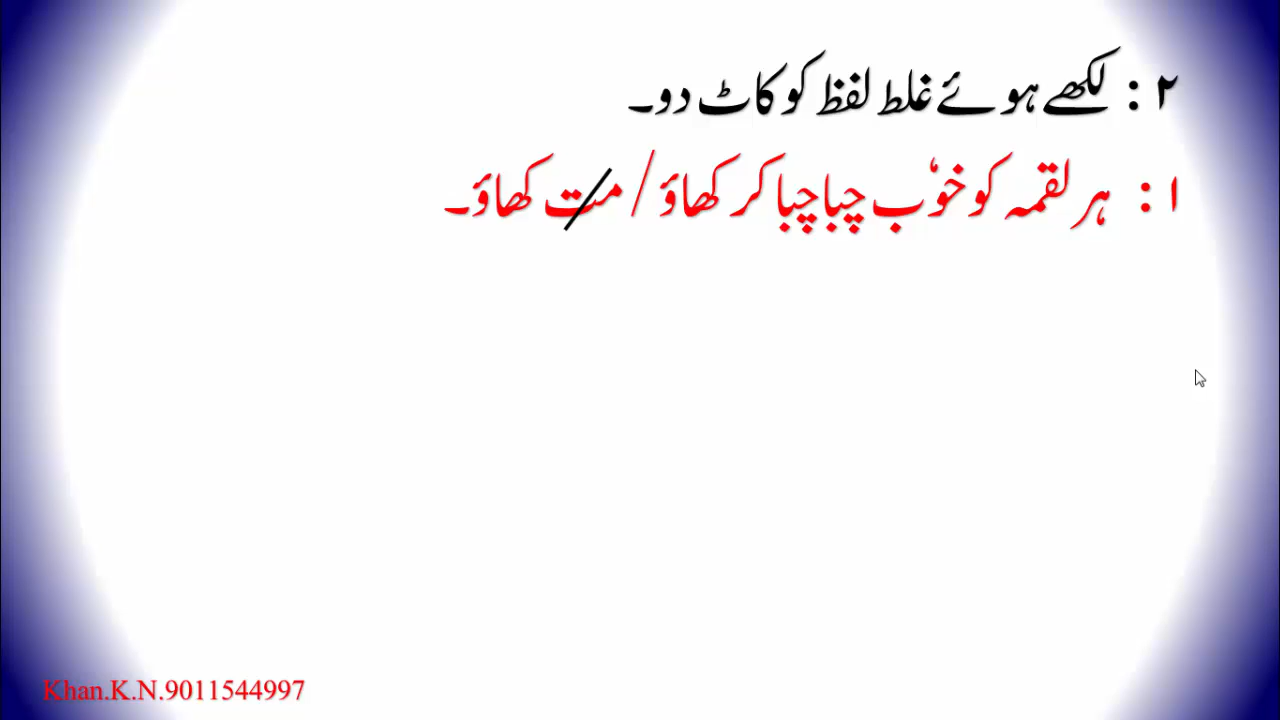 ۲ : لکھے ہوئے غلط لفظ کو کاٹ دو۔
۱ : ہر لقمہ کو خوٗب چبا چبا کر کھاؤ / مت کھاؤ۔
Khan.K.N.9011544997